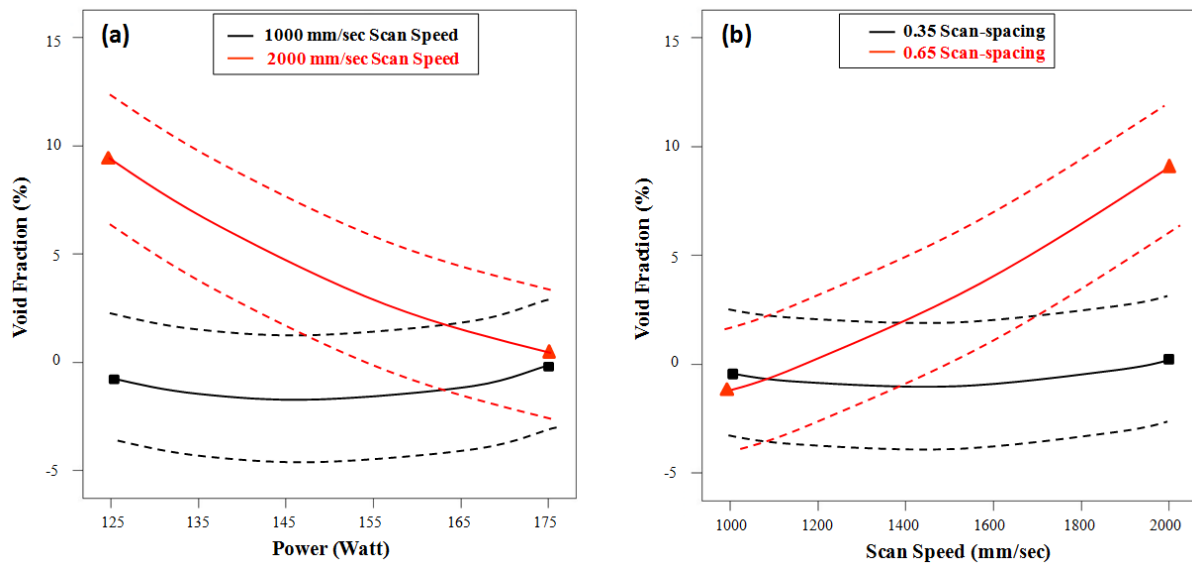 (a)
1000 mm/sec Scan Speed
2000 mm/sec Scan Speed
15
10
5
0
-5
Void Fraction (%)
125 135 145 155 165 175
Power (Watt)
(b)
0.35 Scan-spacing
0.65 Scan-spacing
15
10
5
0
-5
Void Fraction (%)
1000 1200 1400 1600 1800 2000
Scan Speed (mm/sec)